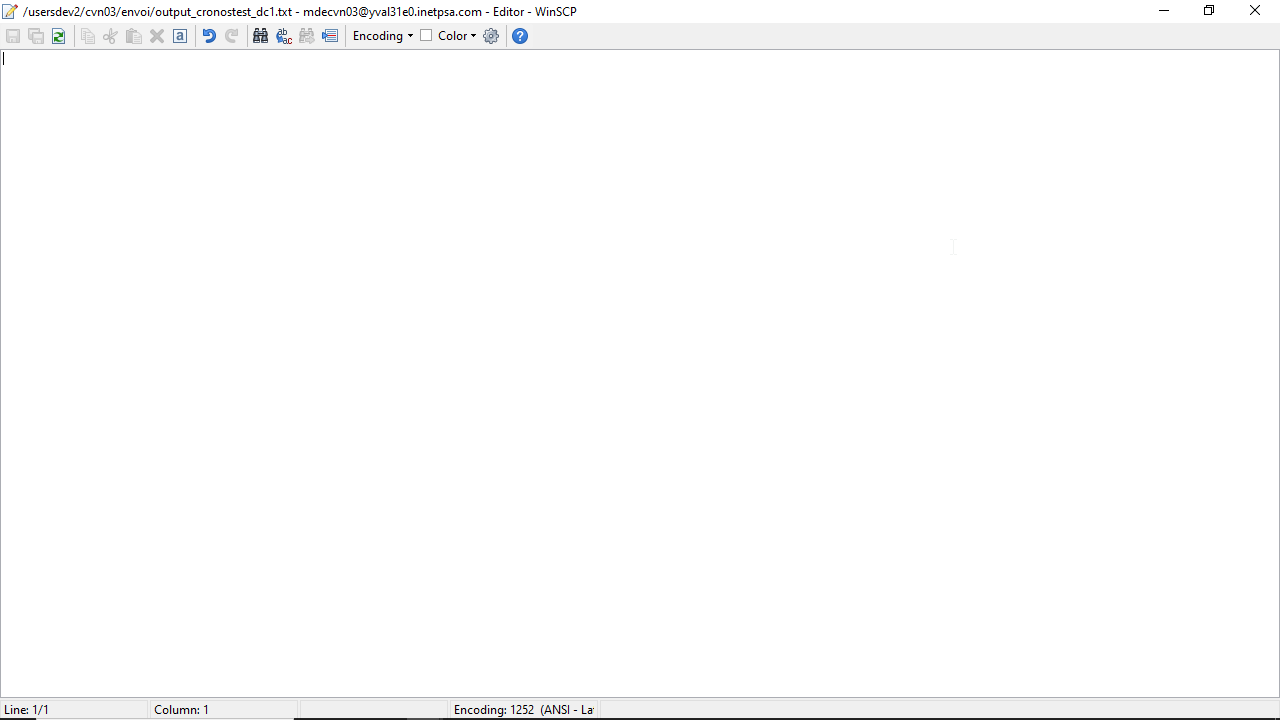 /usersdev2/cvn03/envoi/output_cronostest_dc1.txt - mdecvn03@yval31e0.inetpsa.com - Editor - WinSCP
Encoding Color
Line: 1/1 Column: 1 Encoding: 1252 (ANSI - La